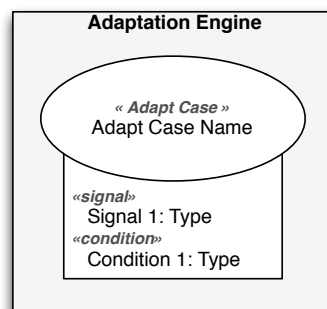 Adaptation Engine
« Adapt Case »
Adapt Case Name
«signal»
Signal 1: Type
«condition»
Condition 1: Type